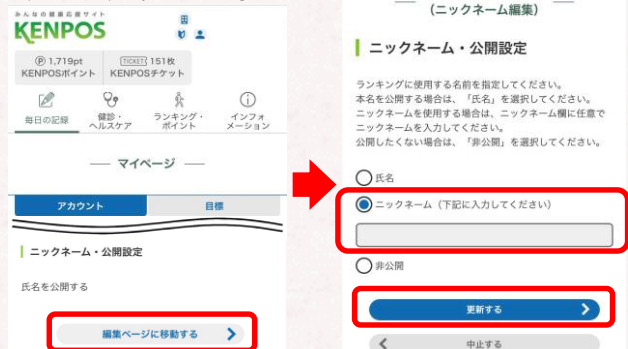 みんなの健康応援サイト
KENPOS
Ⓟ 1,719pt
KENPOSポイント
TICKET 151枚
KENPOSチケット
毎日の記録
健診・
ヘルスケア
ランキング・
ポイント
インフォ
メーション
マイページ
アカウント
目標
ニックネーム・公開設定
氏名を公開する
編集ページに移動する
(ニックネーム編集)
ニックネーム・公開設定
ランキングに使用する名前を指定してください。
本名を公開する場合は、「氏名」を選択してください。
ニックネームを使用する場合は、ニックネーム欄に任意で
ニックネームを入力してください。
公開したくない場合は、「非公開」を選択してください。
氏名
ニックネーム（下記に入力してください）
非公開
更新する
中止する